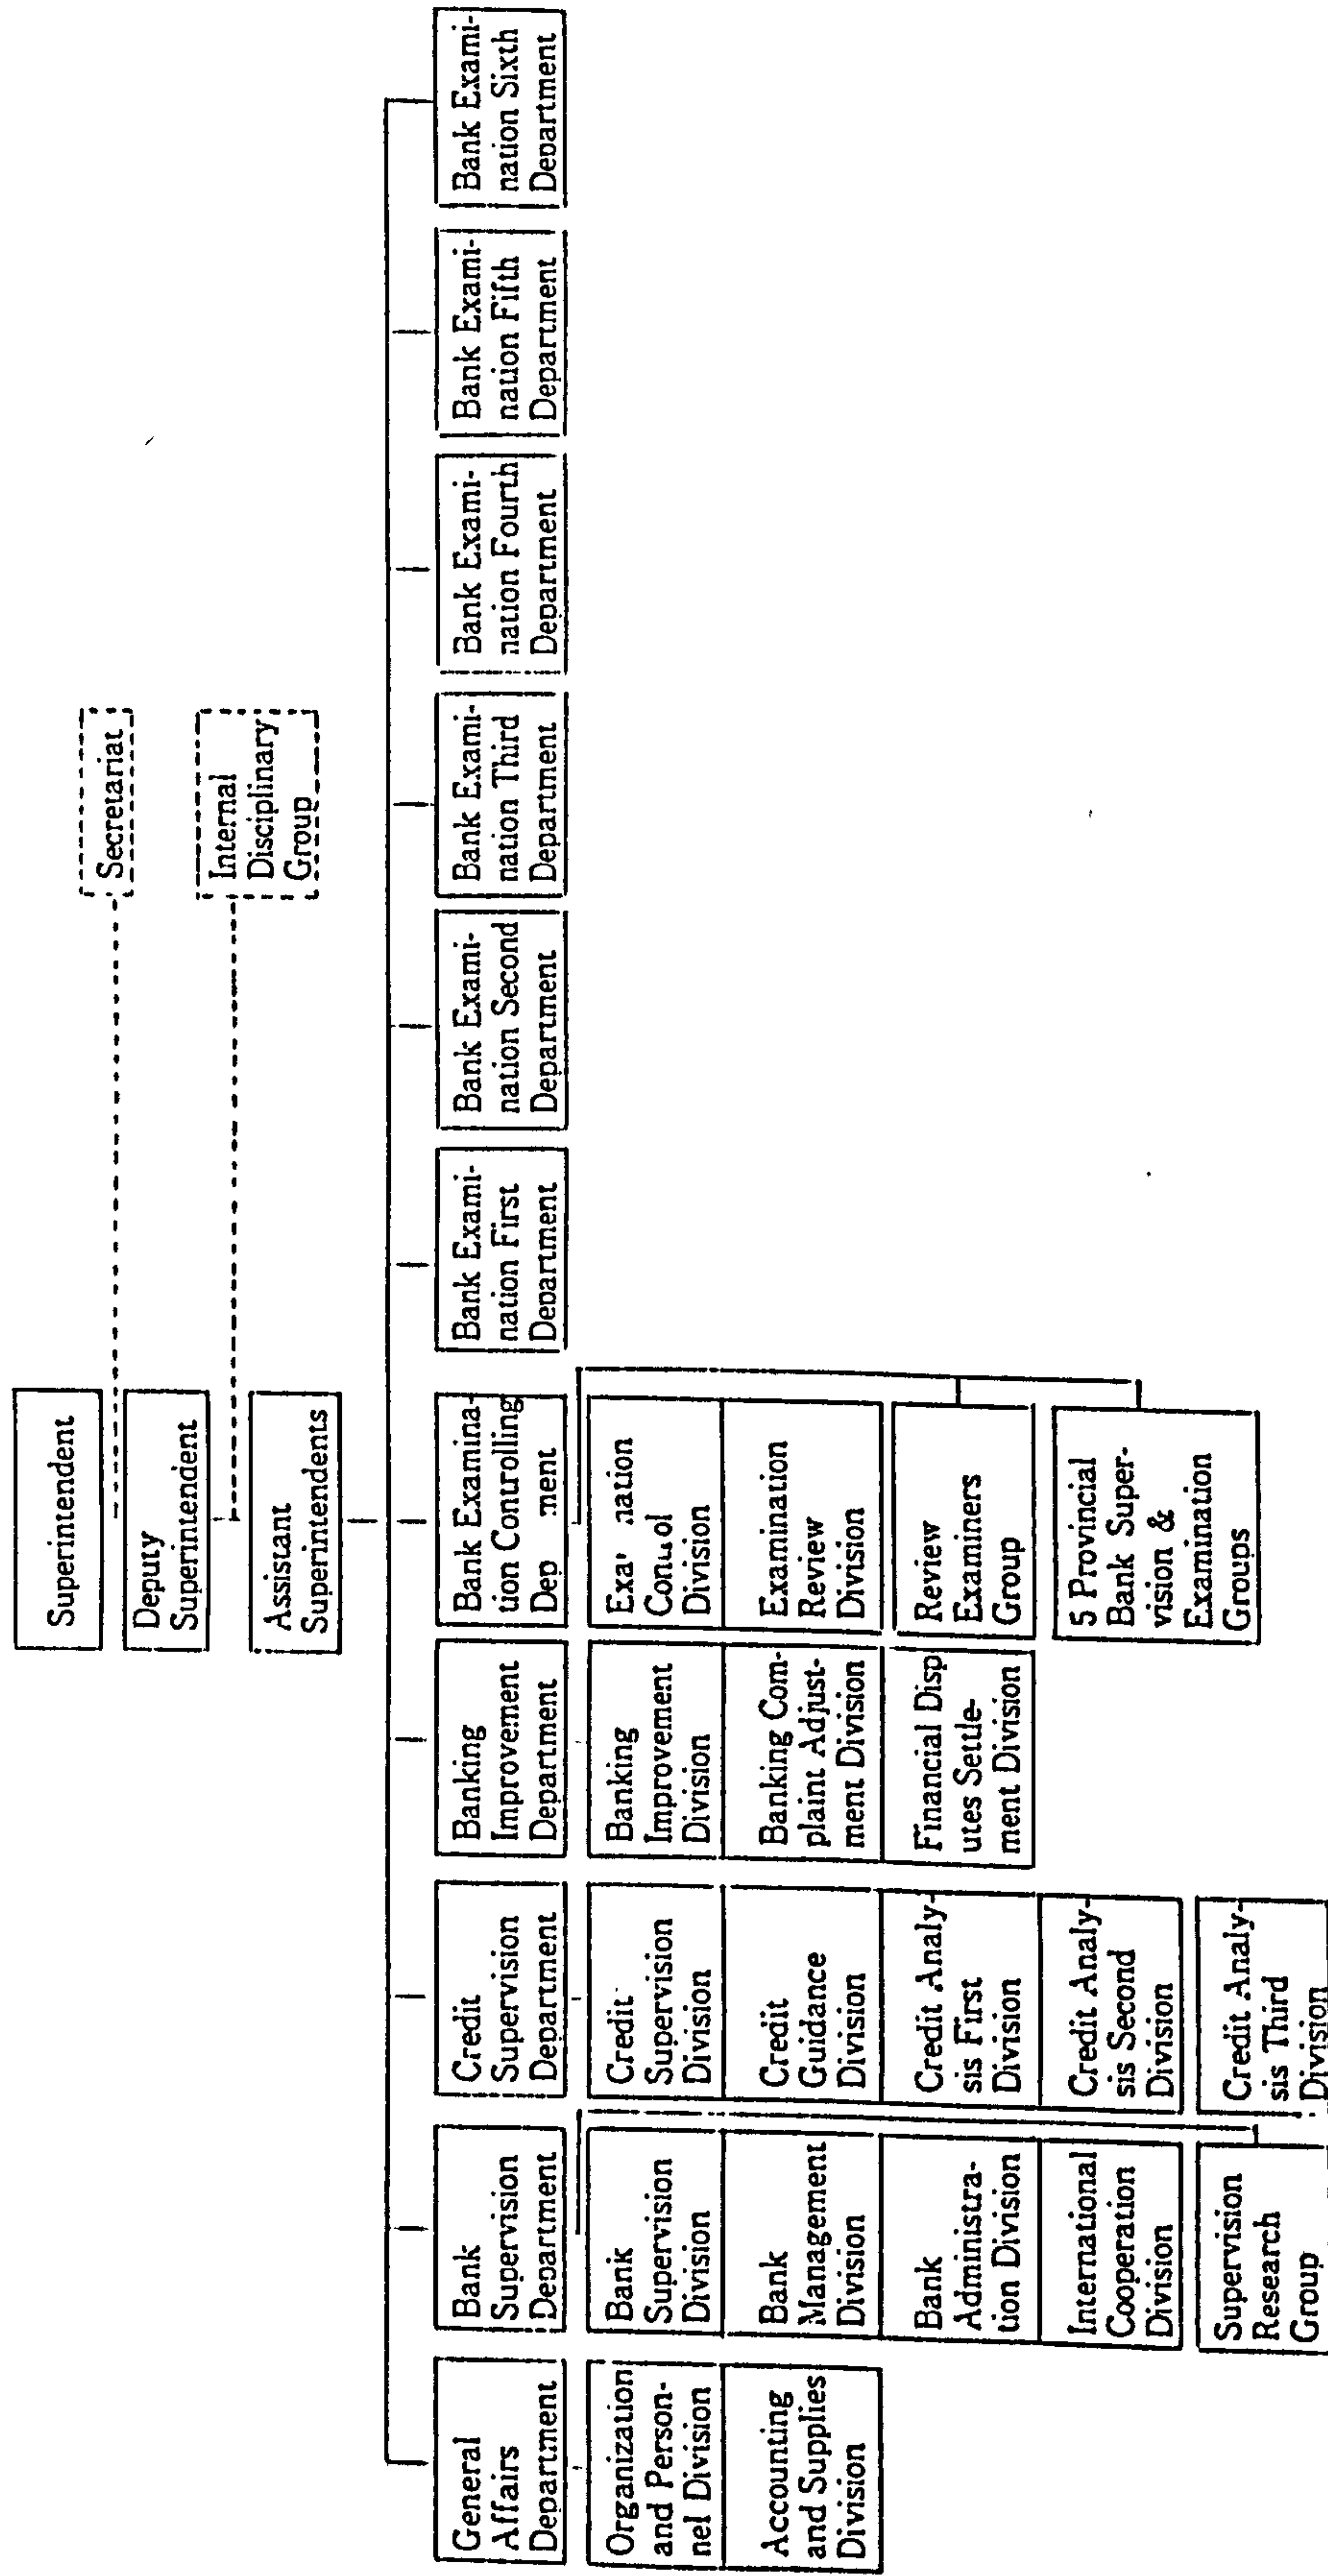 Superintendent
Secretariat
Deputy
Superintendent
Internal
Disciplinary
Group
Assistant
Superintendents
General
Affairs
Department
Bank
Supervision
Department
Credit
Supervision
Department
Banking
Improvement
Department
Bank Examina-
tion Controlling
Bank Exami-
nation First
Department
Bank Exami-
nation Second
Department
Bank Exami-
nation Third
Department
Bank Exami-
nation Fourth
Department
Bank Exami-
nation Fifth
Department
Bank Exami-
nation Sixth
Department
Organization
and Person-
nel Division
Accounting
and Supplies
Division
Bank
Supervision
Division
Bank
Management
Division
Bank
Administra-
tion Division
International
Cooperation
Division
Supervision
Research
Group
Credit
Supervision
Division
Credit
Guidance
Division
Credit Analy-
sis First
Division
Credit Analy-
sis Second
Division
Credit Analy-
sis Third
Division
Banking
Improvement
Division
Banking Com-
plaint Adjust-
ment Division
Financial Disp
utes Settle-
ment Division
Division
Examination
Review
Division
Review
Examiners
Group
5 Provincial
Bank Super-
vision &
Examination
Groups